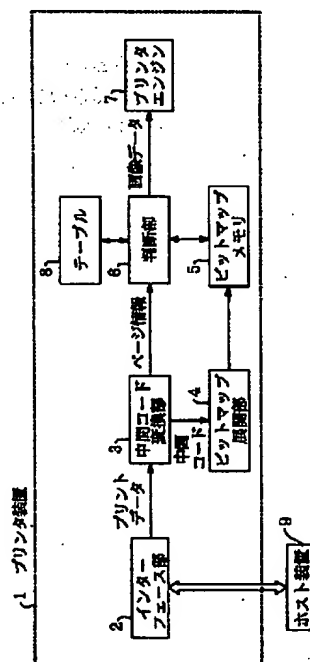 1 プリンタ装置
2
インター
フェース部
プリント
データ
3
中間コード
変換部
中間
コード
4
ビットマップ
展開部
ページ情報
8
テーブル
6
判断部
5
ビットマップ
メモリ
画像データ
7
プリンタ
エンジン
9
ホスト装置